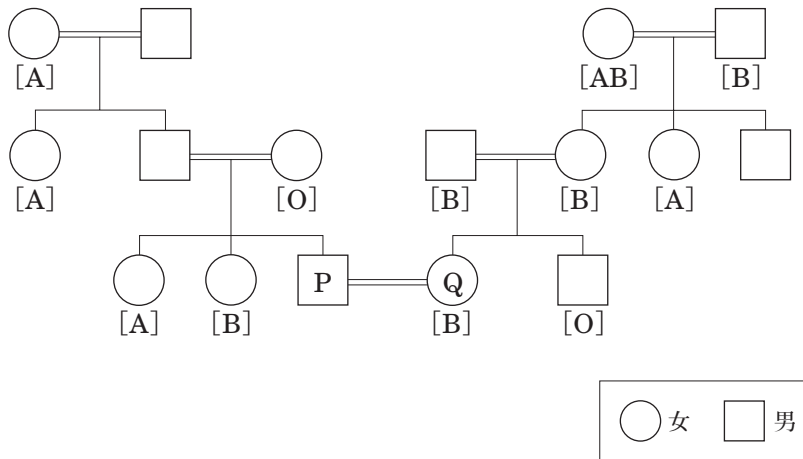 [A] [AB] [B]
[A] [O] [B] [B] [A]
P Q
[A] [B] [B] [O]
女 男